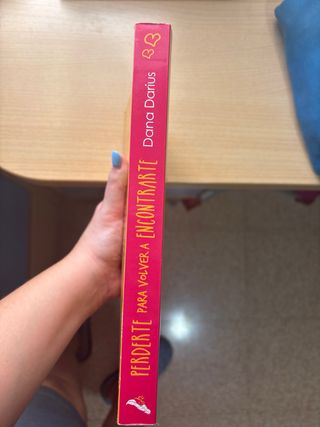 PERDERTE PARA VOLVER A ENCONTRARTE
Dana Darius